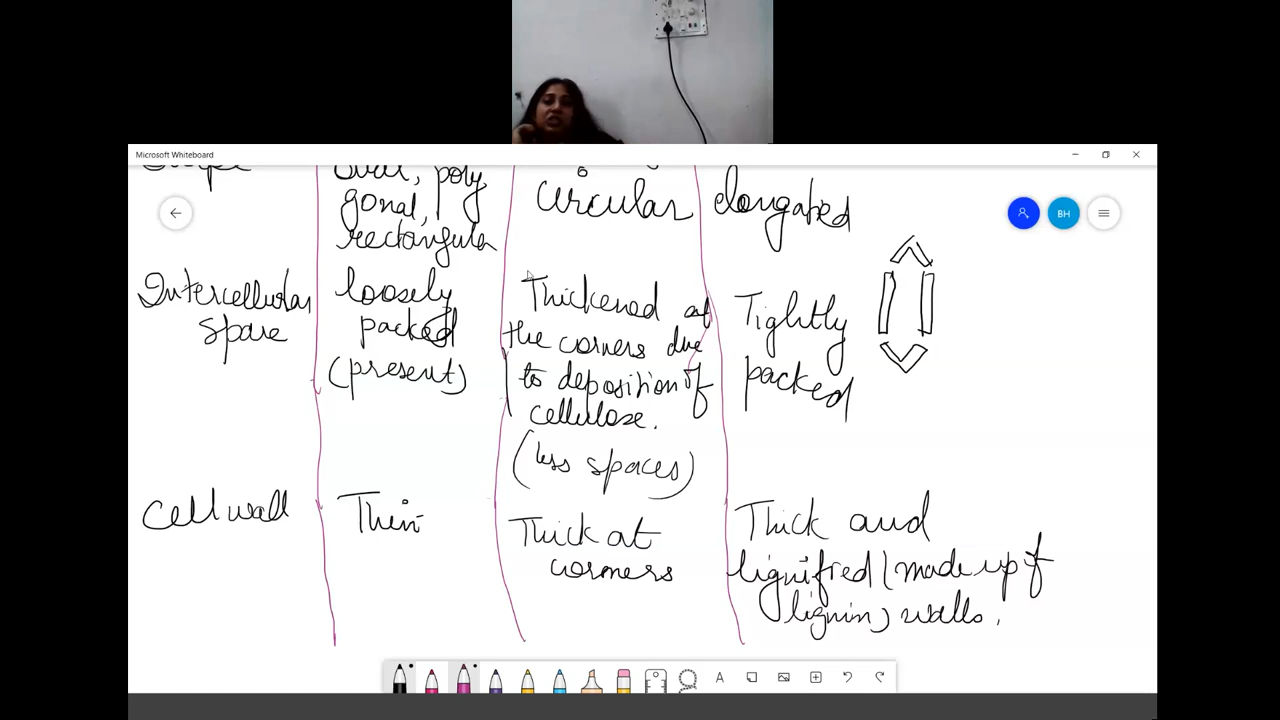 Microsoft Whiteboard
BH
Shape
oval, poly
gonal,
rectangular
circular
elongated
Intercellular
space
loosely
packed
(present)
Thickened at
the corners due
to deposition of
cellulose.
(less spaces)
Tightly
packed
Cell wall
Thin
Thick at
corners
Thick and
lignified (made up of
lignin) walls.
A